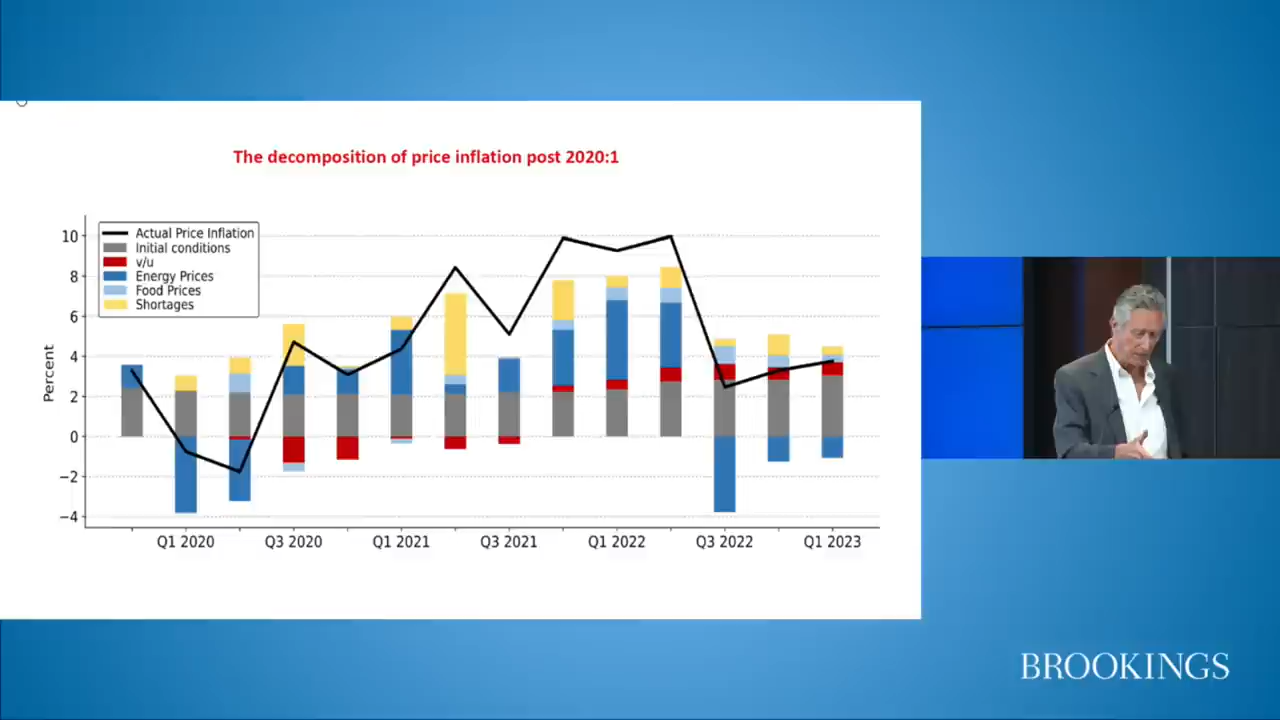 The decomposition of price inflation post 2020:1
Actual Price Inflation
Initial conditions
v/u
Energy Prices
Food Prices
Shortages
Percent
10
8
6
4
2
0
−2
−4
Q1 2020 Q3 2020 Q1 2021 Q3 2021 Q1 2022 Q3 2022 Q1 2023
BROOKINGS